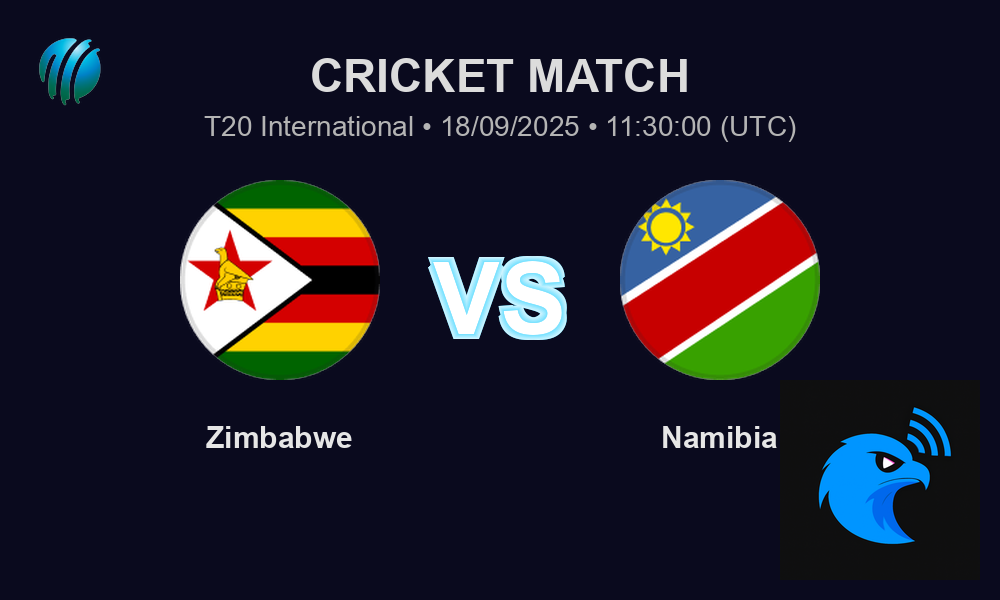 CRICKET MATCH
T20 International • 18/09/2025 • 11:30:00 (UTC)
VS
Zimbabwe
Namibia